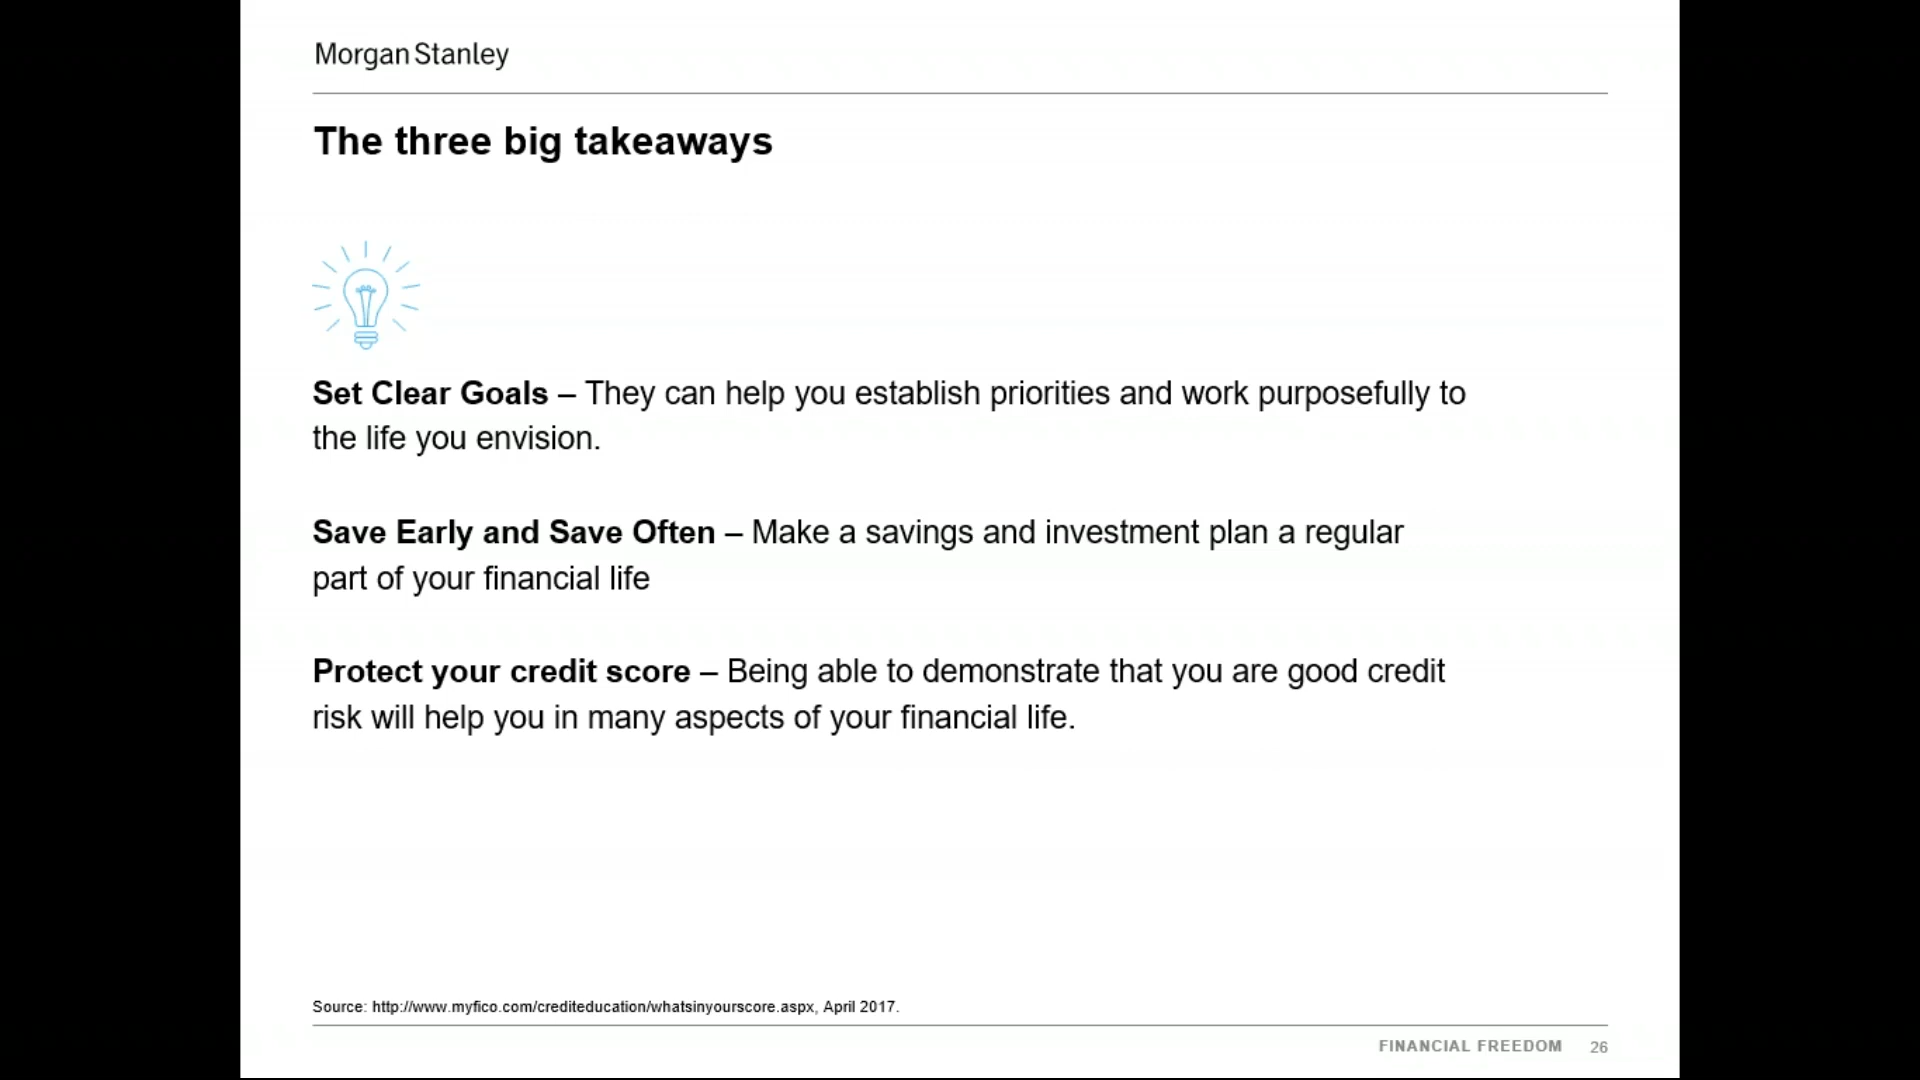 Morgan Stanley
The three big takeaways
Set Clear Goals – They can help you establish priorities and work purposefully to
the life you envision.
Save Early and Save Often – Make a savings and investment plan a regular
part of your financial life
Protect your credit score – Being able to demonstrate that you are good credit
risk will help you in many aspects of your financial life.
Source: http://www.myfico.com/crediteducation/whatsinyourscore.aspx, April 2017.
FINANCIAL FREEDOM 26